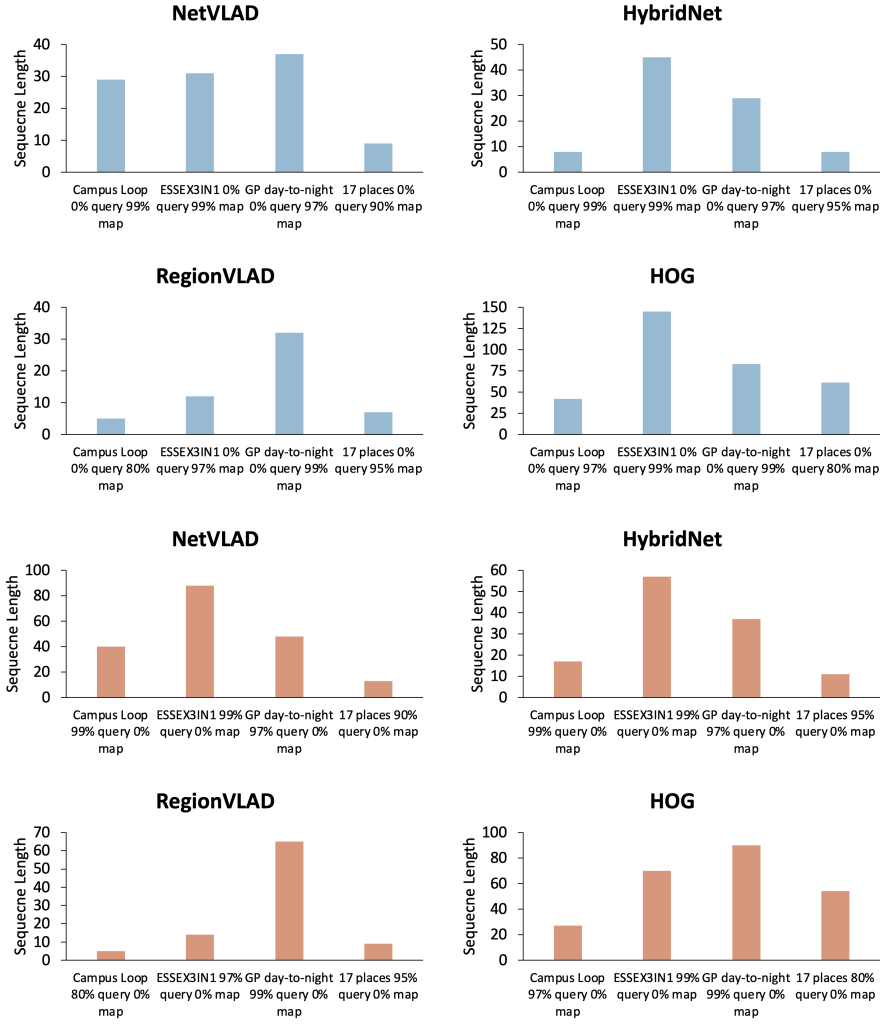 NetVLAD
Sequecne Length
40
30
20
10
0
Campus Loop ESSEX3IN1 0% GP day-to-night 17 places 0%
0% query 99% query 99% map 0% query 97% query 90% map
map map
HybridNet
Sequecne Length
50
40
30
20
10
0
Campus Loop ESSEX3IN1 0% GP day-to-night 17 places 0%
0% query 99% query 99% map 0% query 97% query 95% map
map map
RegionVLAD
Sequecne Length
40
30
20
10
0
Campus Loop ESSEX3IN1 0% GP day-to-night 17 places 0%
0% query 80% query 97% map 0% query 99% query 95% map
map map
HOG
Sequecne Length
150
125
100
75
50
25
0
Campus Loop ESSEX3IN1 0% GP day-to-night 17 places 0%
0% query 97% query 99% map 0% query 99% query 80% map
map map
NetVLAD
Sequecne Length
100
80
60
40
20
0
Campus Loop ESSEX3IN1 99% GP day-to-night 17 places 90%
99% query 0% query 0% map 97% query 0% query 0% map
map map
HybridNet
Sequecne Length
60
50
40
30
20
10
0
Campus Loop ESSEX3IN1 99% GP day-to-night 17 places 95%
99% query 0% query 0% map 97% query 0% query 0% map
map map
RegionVLAD
Sequecne Length
70
60
50
40
30
20
10
0
Campus Loop ESSEX3IN1 97% GP day-to-night 17 places 95%
80% query 0% query 0% map 99% query 0% query 0% map
map map
HOG
Sequecne Length
100
80
60
40
20
0
Campus Loop ESSEX3IN1 99% GP day-to-night 17 places 80%
97% query 0% query 0% map 99% query 0% query 0% map
map map